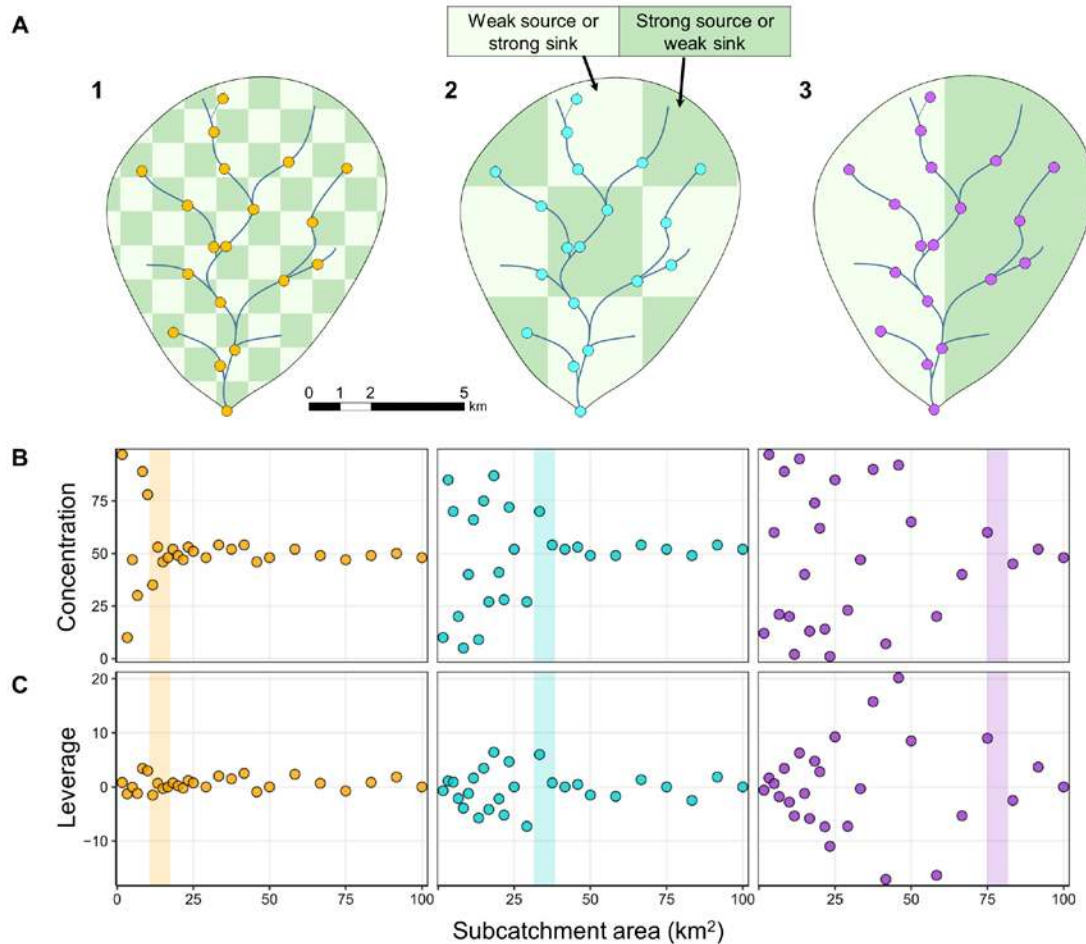 A
Weak source or
strong sink
Strong source or
weak sink
1
2
3
0 1 2 5
km
B
Concentration
75
50
25
0
C
Leverage
20
10
0
−10
0 25 50 75 100
0 25 50 75 100
0 25 50 75 100
Subcatchment area (km²)